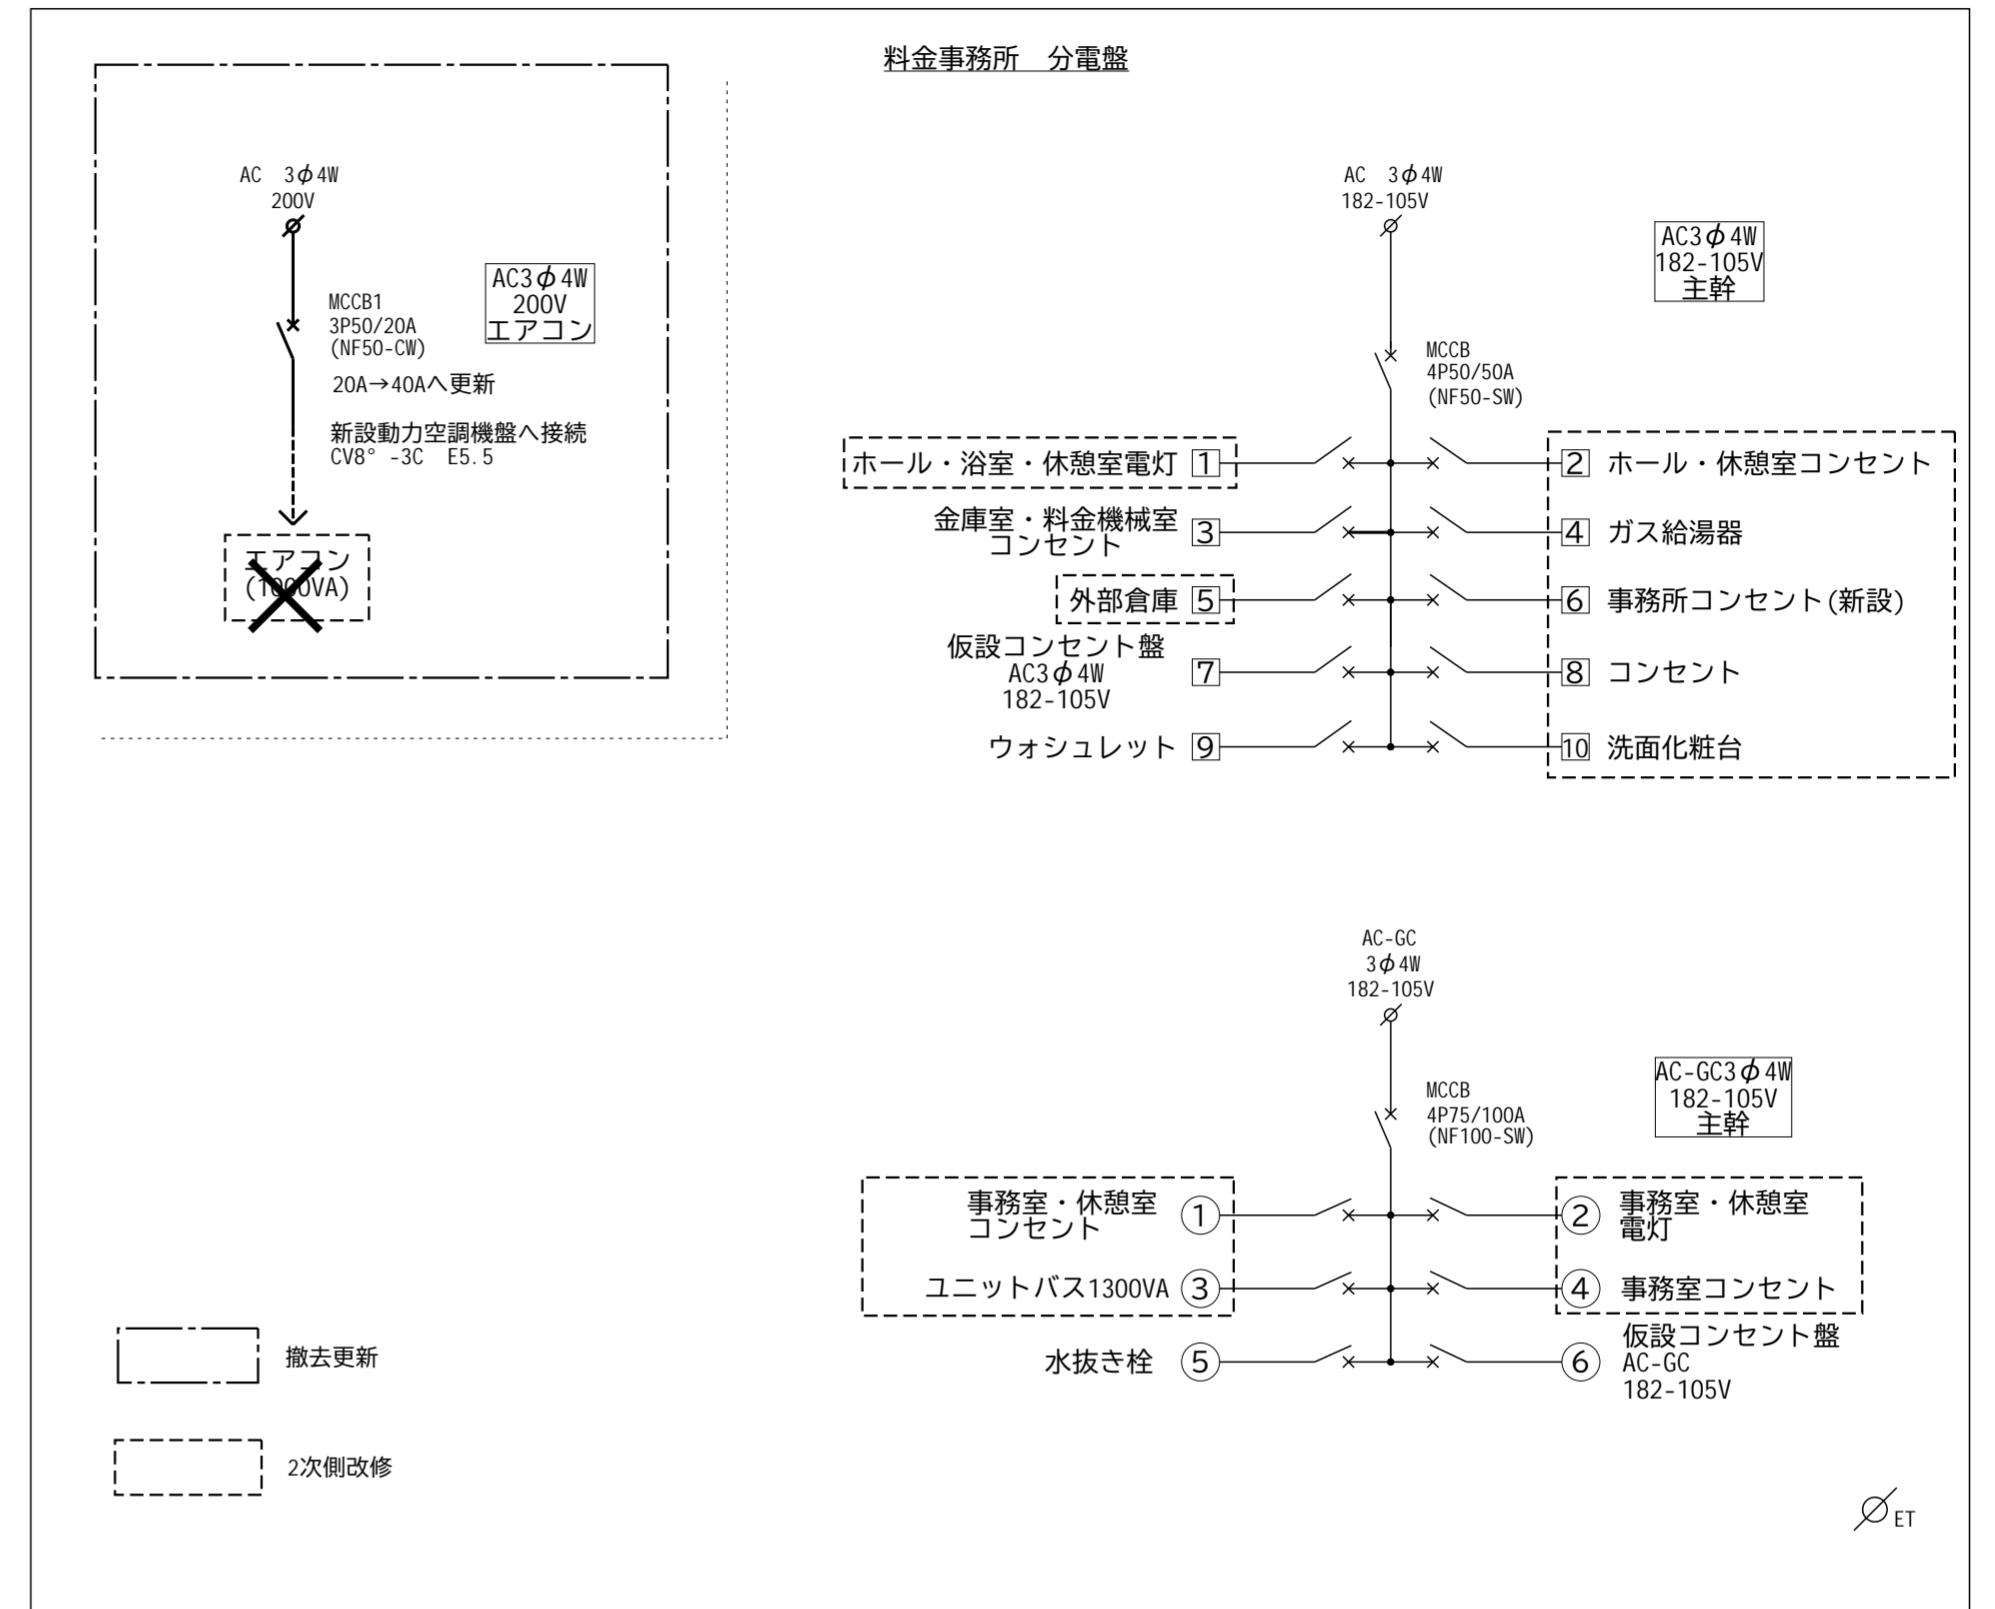 料金事務所　分電盤
AC　3φ4W
200V
MCCB1
3P50/20A
(NF50-CW)
20A→40Aへ更新
新設動力空調機盤へ接続
CV8°-3C　E5.5
AC3φ4W
200V
エアコン
エアコン
(1000VA)
AC　3φ4W
182-105V
AC3φ4W
182-105V
主幹
MCCB
4P50/50A
(NF50-SW)
ホール・浴室・休憩室電灯 1
2 ホール・休憩室コンセント
金庫室・料金機械室
コンセント
3
4 ガス給湯器
外部倉庫 5
6 事務所コンセント(新設)
仮設コンセント盤
AC3φ4W
182-105V
7
8 コンセント
ウォシュレット 9
10 洗面化粧台
AC-GC
3φ4W
182-105V
AC-GC3φ4W
182-105V
主幹
MCCB
4P75/100A
(NF100-SW)
事務室・休憩室
コンセント
①
② 事務室・休憩室
電灯
ユニットバス1300VA ③
④ 事務室コンセント
水抜き栓 ⑤
⑥ 仮設コンセント盤
AC-GC
182-105V
撤去更新
2次側改修
ET